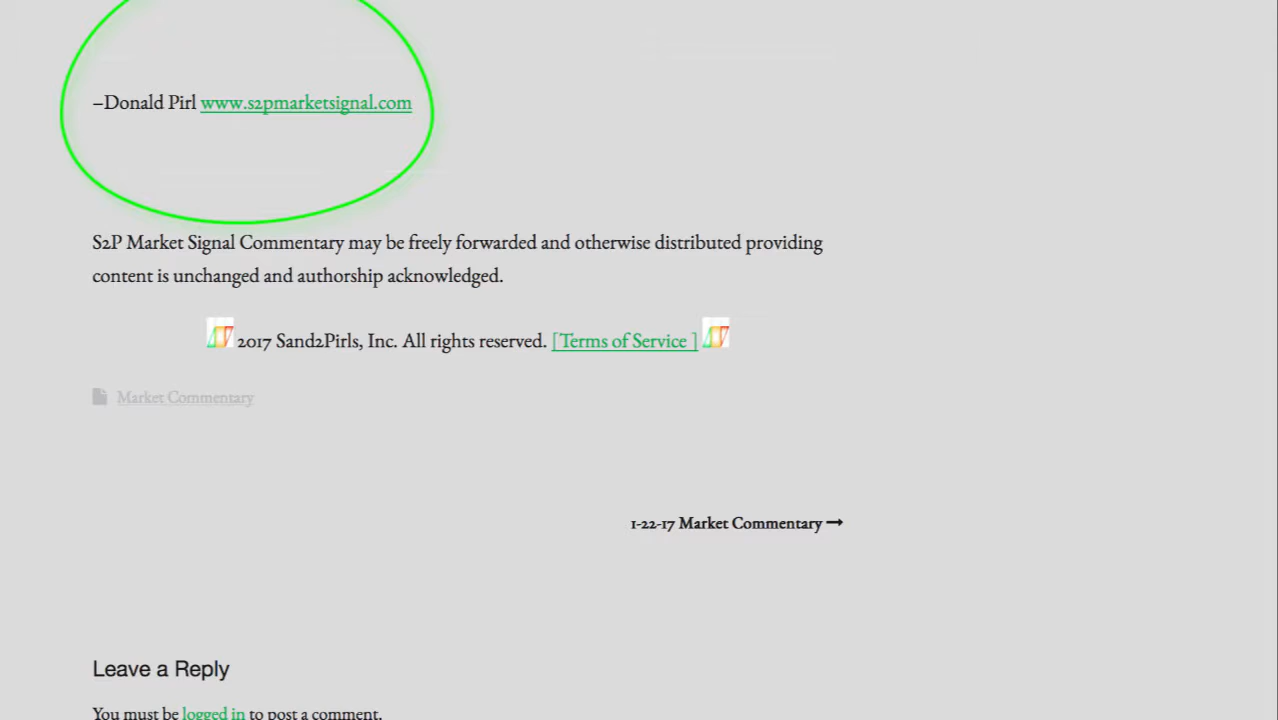 –Donald Pirl www.s2pmarketsignal.com
S2P Market Signal Commentary may be freely forwarded and otherwise distributed providing
content is unchanged and authorship acknowledged.
2017 Sand2Pirls, Inc. All rights reserved. [Terms of Service ]
Market Commentary
1-22-17 Market Commentary →
Leave a Reply
You must be logged in to post a comment.